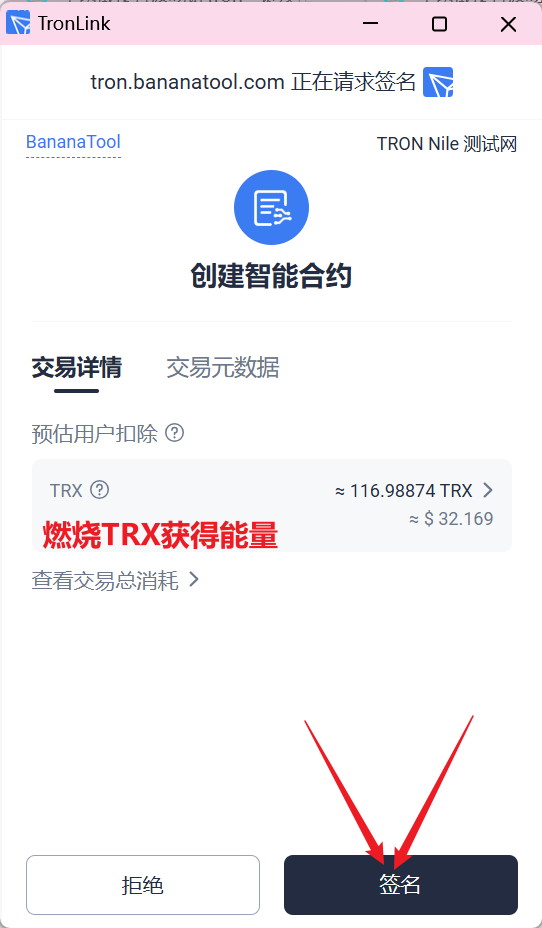 TronLink
tron.bananatool.com 正在请求签名
BananaTool
TRON Nile 测试网
创建智能合约
交易详情
交易元数据
预估用户扣除
TRX
≈ 116.98874 TRX
≈ $ 32.169
燃烧TRX获得能量
查看交易总消耗
拒绝
签名